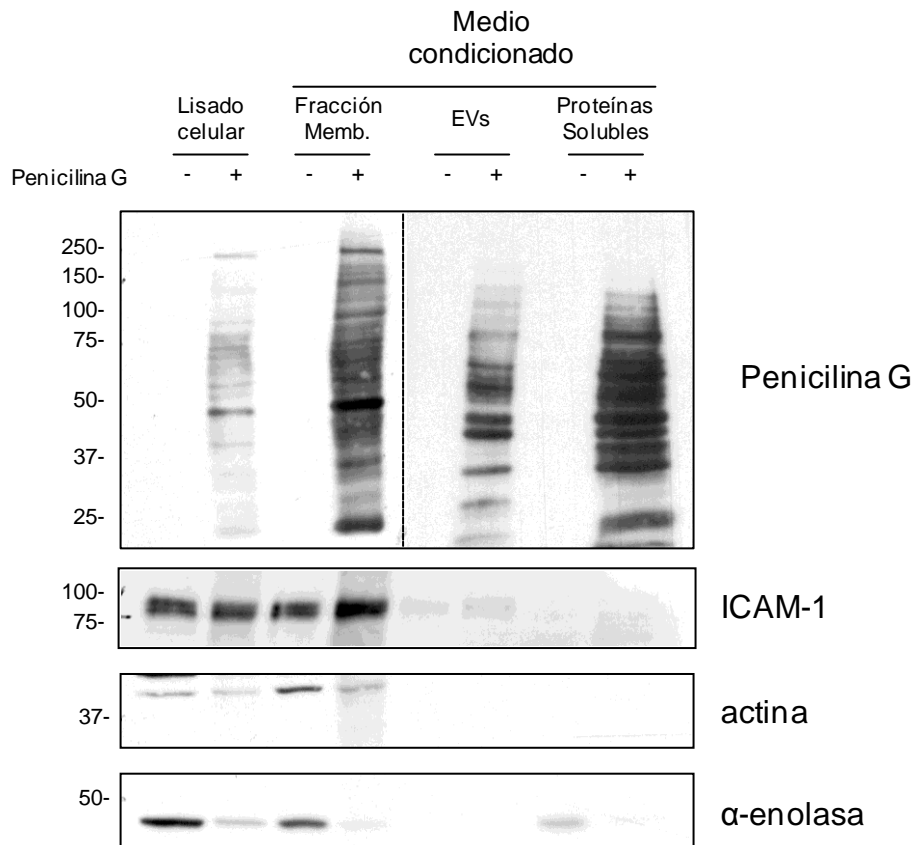 Medio
condicionado
Lisado
celular
Fracción
Memb.
EVs
Proteínas
Solubles
Penicilina G - + - + - + - +
250-
150-
100-
75-
50-
37-
25-
Penicilina G
100-
75-
ICAM-1
37-
actina
50-
α-enolasa